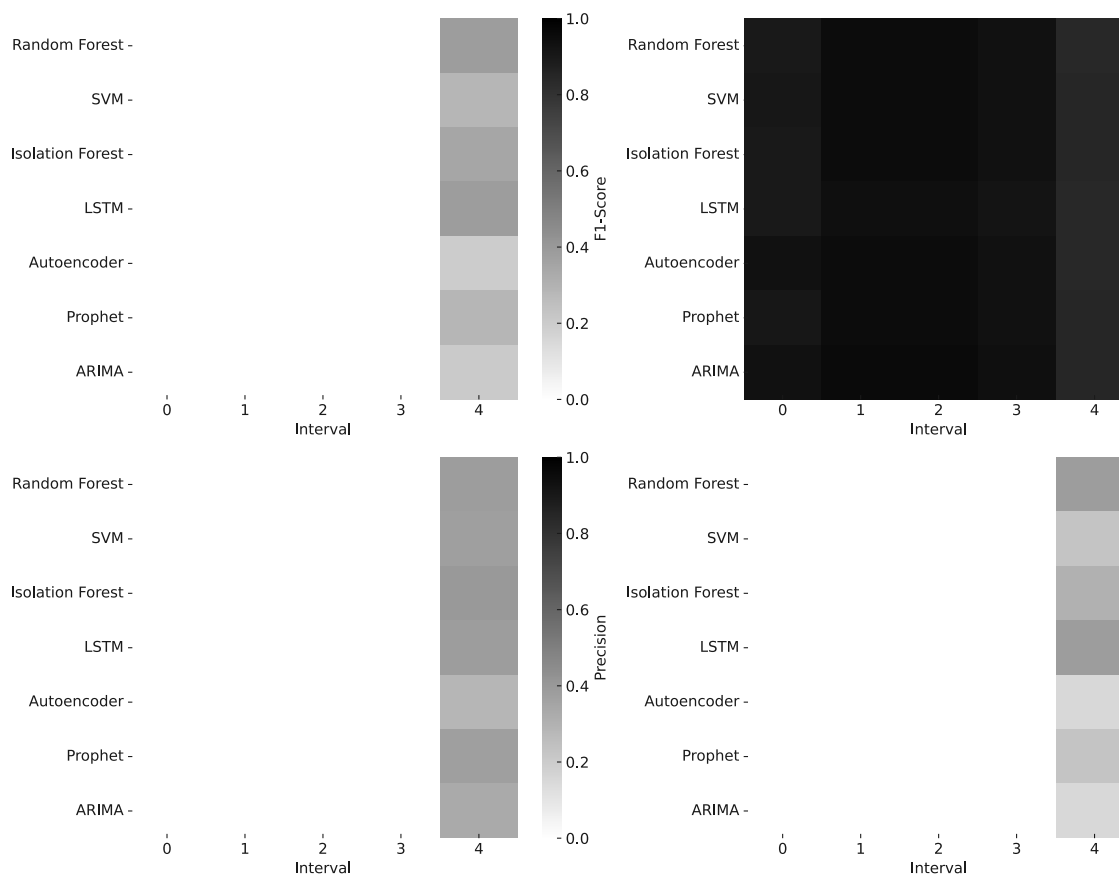 Random Forest
SVM
Isolation Forest
LSTM
Autoencoder
Prophet
ARIMA
0 1 2 3 4
Interval
1.0
0.8
0.6
0.4
0.2
0.0
F1-Score
Random Forest
SVM
Isolation Forest
LSTM
Autoencoder
Prophet
ARIMA
0 1 2 3 4
Interval
Random Forest
SVM
Isolation Forest
LSTM
Autoencoder
Prophet
ARIMA
0 1 2 3 4
Interval
1.0
0.8
0.6
0.4
0.2
0.0
Precision
Random Forest
SVM
Isolation Forest
LSTM
Autoencoder
Prophet
ARIMA
0 1 2 3 4
Interval